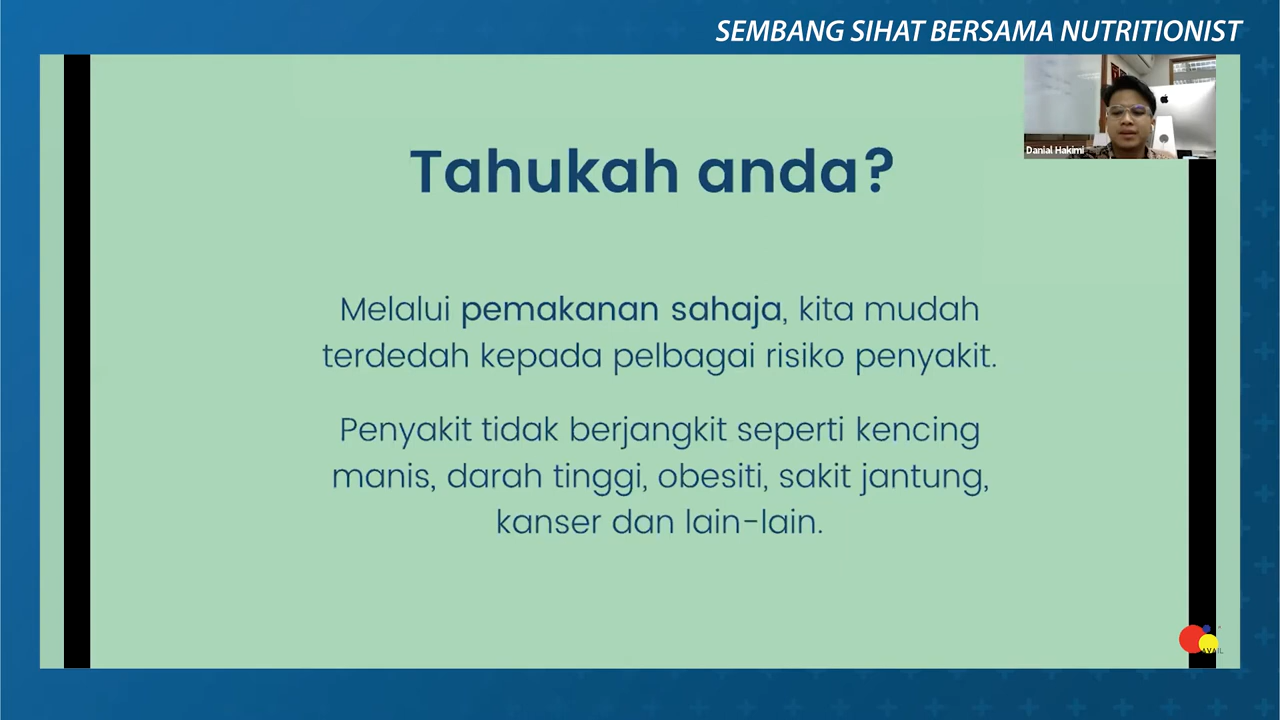 SEMBANG SIHAT BERSAMA NUTRITIONIST
Danial Hakimi
Tahukah anda?
Melalui pemakanan sahaja, kita mudah
terdedah kepada pelbagai risiko penyakit.
Penyakit tidak berjangkit seperti kencing
manis, darah tinggi, obesiti, sakit jantung,
kanser dan lain-lain.
AVAIL